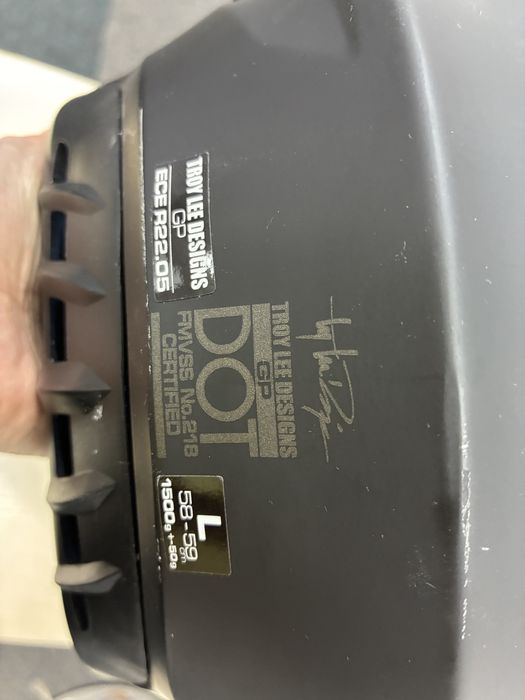 TROY LEE DESIGNS
GP
ECE R22.05
TROY LEE DESIGNS
GP
DOT
FMVSS No.218
CERTIFIED
L
58-59cm
1500g +-50g